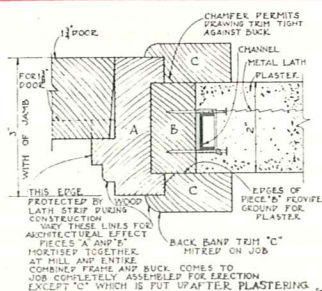 CHAMFER PERMITS
DRAWING TRIM TIGHT
AGAINST BUCK
1¾" DOOR
CHANNEL
METAL LATH
PLASTER
C
FOR 1⅜"
DOOR
3"
WITH OF JAMB
A
B
2"
C
THIS EDGE
PROTECTED BY
LATH STRIP DURING
CONSTRUCTION
WOOD
EDGES OF
PIECE "B" PROVIDE
GROUND FOR
PLASTER
VARY THESE LINES FOR
ARCHITECTURAL EFFECT
PIECES "A" AND "B"
MORTISED TOGETHER
AT MILL AND ENTIRE
BACK BAND TRIM "C"
MITRED ON JOB
COMBINED FRAME AND BUCK COMES TO
JOB COMPLETELY ASSEMBLED FOR ERECTION
EXCEPT "C" WHICH IS PUT UP AFTER PLASTERING